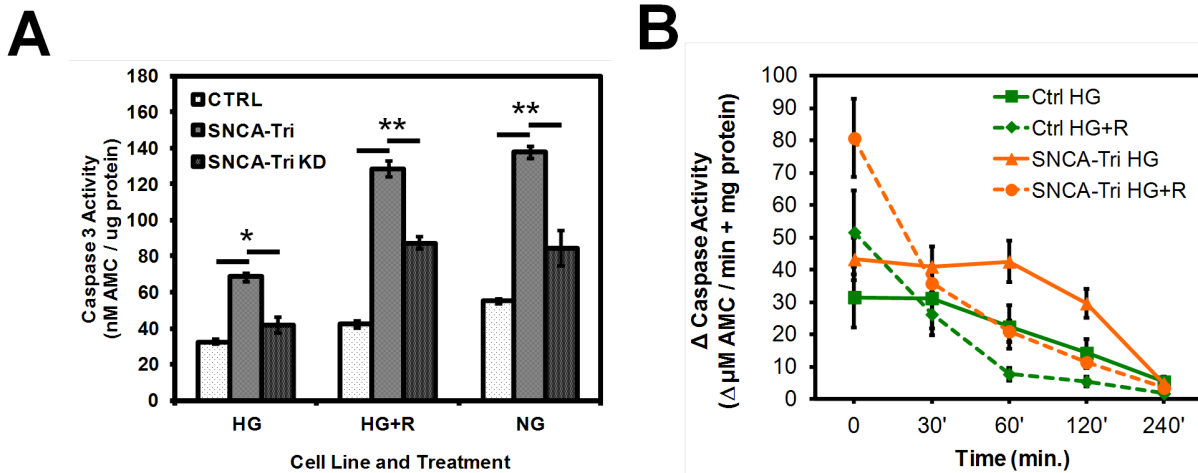 A
Caspase 3 Activity
(nM AMC / ug protein)
180
160
140
120
100
80
60
40
20
0
CTRL
SNCA-Tri
SNCA-Tri KD
*
**
**
HG
HG+R
NG
Cell Line and Treatment
B
Δ Caspase Activity
(Δ µM AMC / min + mg protein)
100
90
80
70
60
50
40
30
20
10
0
Ctrl HG
Ctrl HG+R
SNCA-Tri HG
SNCA-Tri HG+R
0
30'
60'
120'
240'
Time (min.)